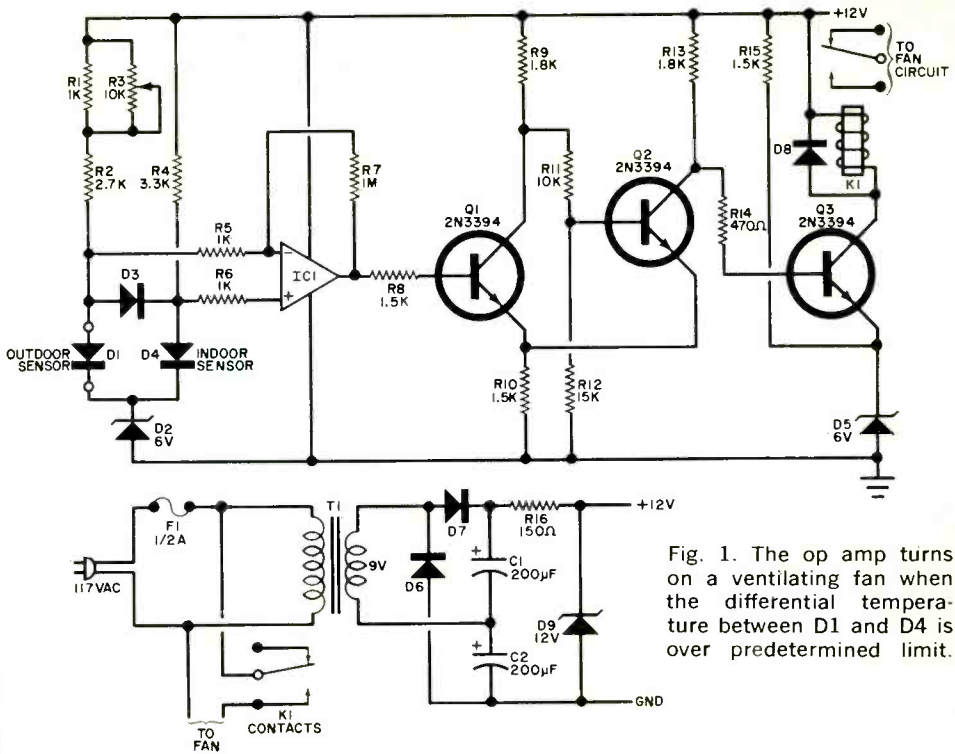 +12V
TO
FAN
CIRCUIT
R1
1K
R3
10K
R9
1.8K
R13
1.8K
R15
1.5K
D8
K1
R2
2.7K
R4
3.3K
R7
1M
R11
10K
Q2
2N3394
Q1
2N3394
R14
470Ω
Q3
2N3394
R5
1K
R6
1K
−
+
IC1
R8
1.5K
D3
OUTDOOR
SENSOR
D1
D4
INDOOR
SENSOR
R10
1.5K
R12
15K
D2
6V
D5
6V
F1
1/2A
117VAC
T1
9V
D7
D6
R16
150Ω
+12V
+
C1
200µF
+
C2
200µF
D9
12V
GND
K1
CONTACTS
TO
FAN
Fig. 1. The op amp turns
on a ventilating fan when
the differential tempera-
ture between D1 and D4 is
over predetermined limit.